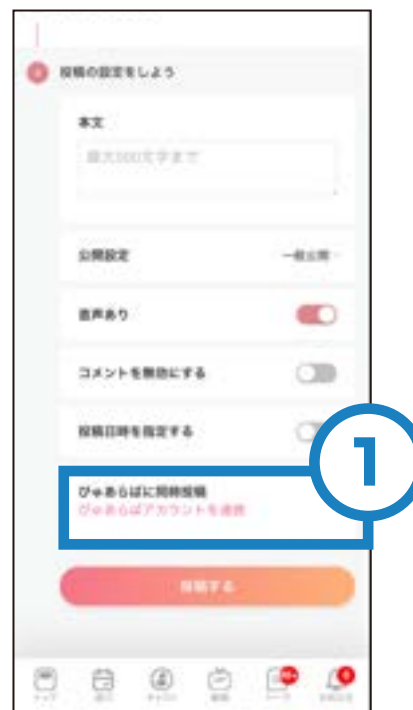 投稿の設定をしよう
本文
最大500文字まで
公開設定
一般公開
音声あり
コメントを無効にする
投稿日時を指定する
1
ぴゅあらばに同時投稿
ぴゅあらばアカウントを連携
投稿する